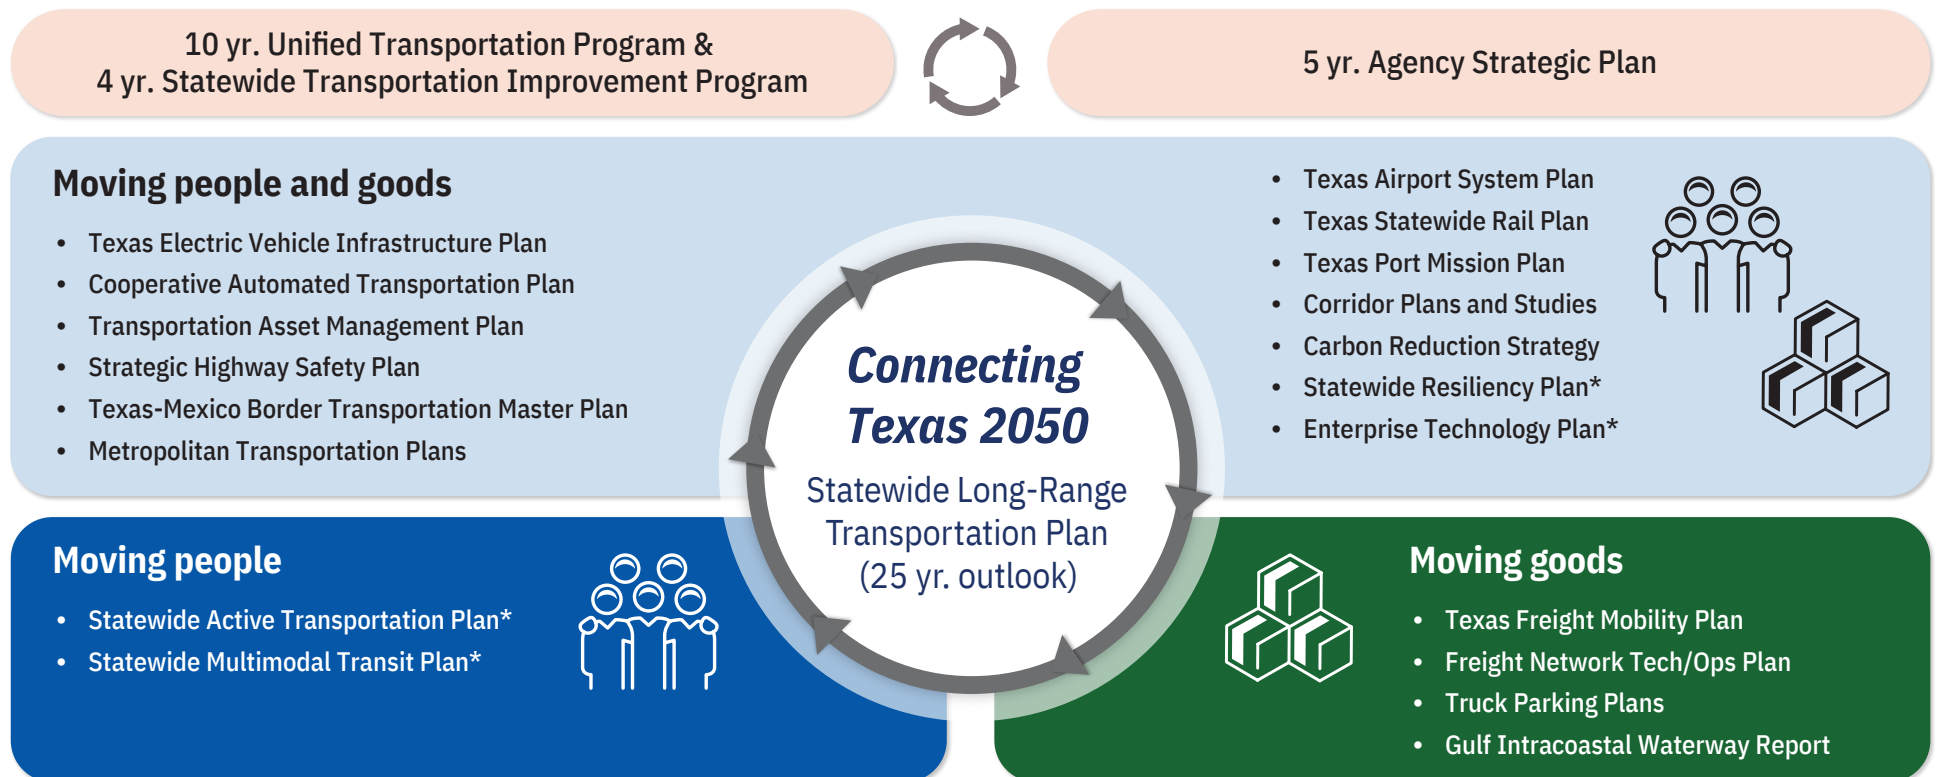 10 yr. Unified Transportation Program &
4 yr. Statewide Transportation Improvement Program
5 yr. Agency Strategic Plan
Moving people and goods
• Texas Electric Vehicle Infrastructure Plan
• Cooperative Automated Transportation Plan
• Transportation Asset Management Plan
• Strategic Highway Safety Plan
• Texas-Mexico Border Transportation Master Plan
• Metropolitan Transportation Plans
• Texas Airport System Plan
• Texas Statewide Rail Plan
• Texas Port Mission Plan
• Corridor Plans and Studies
• Carbon Reduction Strategy
• Statewide Resiliency Plan*
• Enterprise Technology Plan*
Connecting
Texas 2050
Statewide Long-Range
Transportation Plan
(25 yr. outlook)
Moving people
• Statewide Active Transportation Plan*
• Statewide Multimodal Transit Plan*
Moving goods
• Texas Freight Mobility Plan
• Freight Network Tech/Ops Plan
• Truck Parking Plans
• Gulf Intracoastal Waterway Report